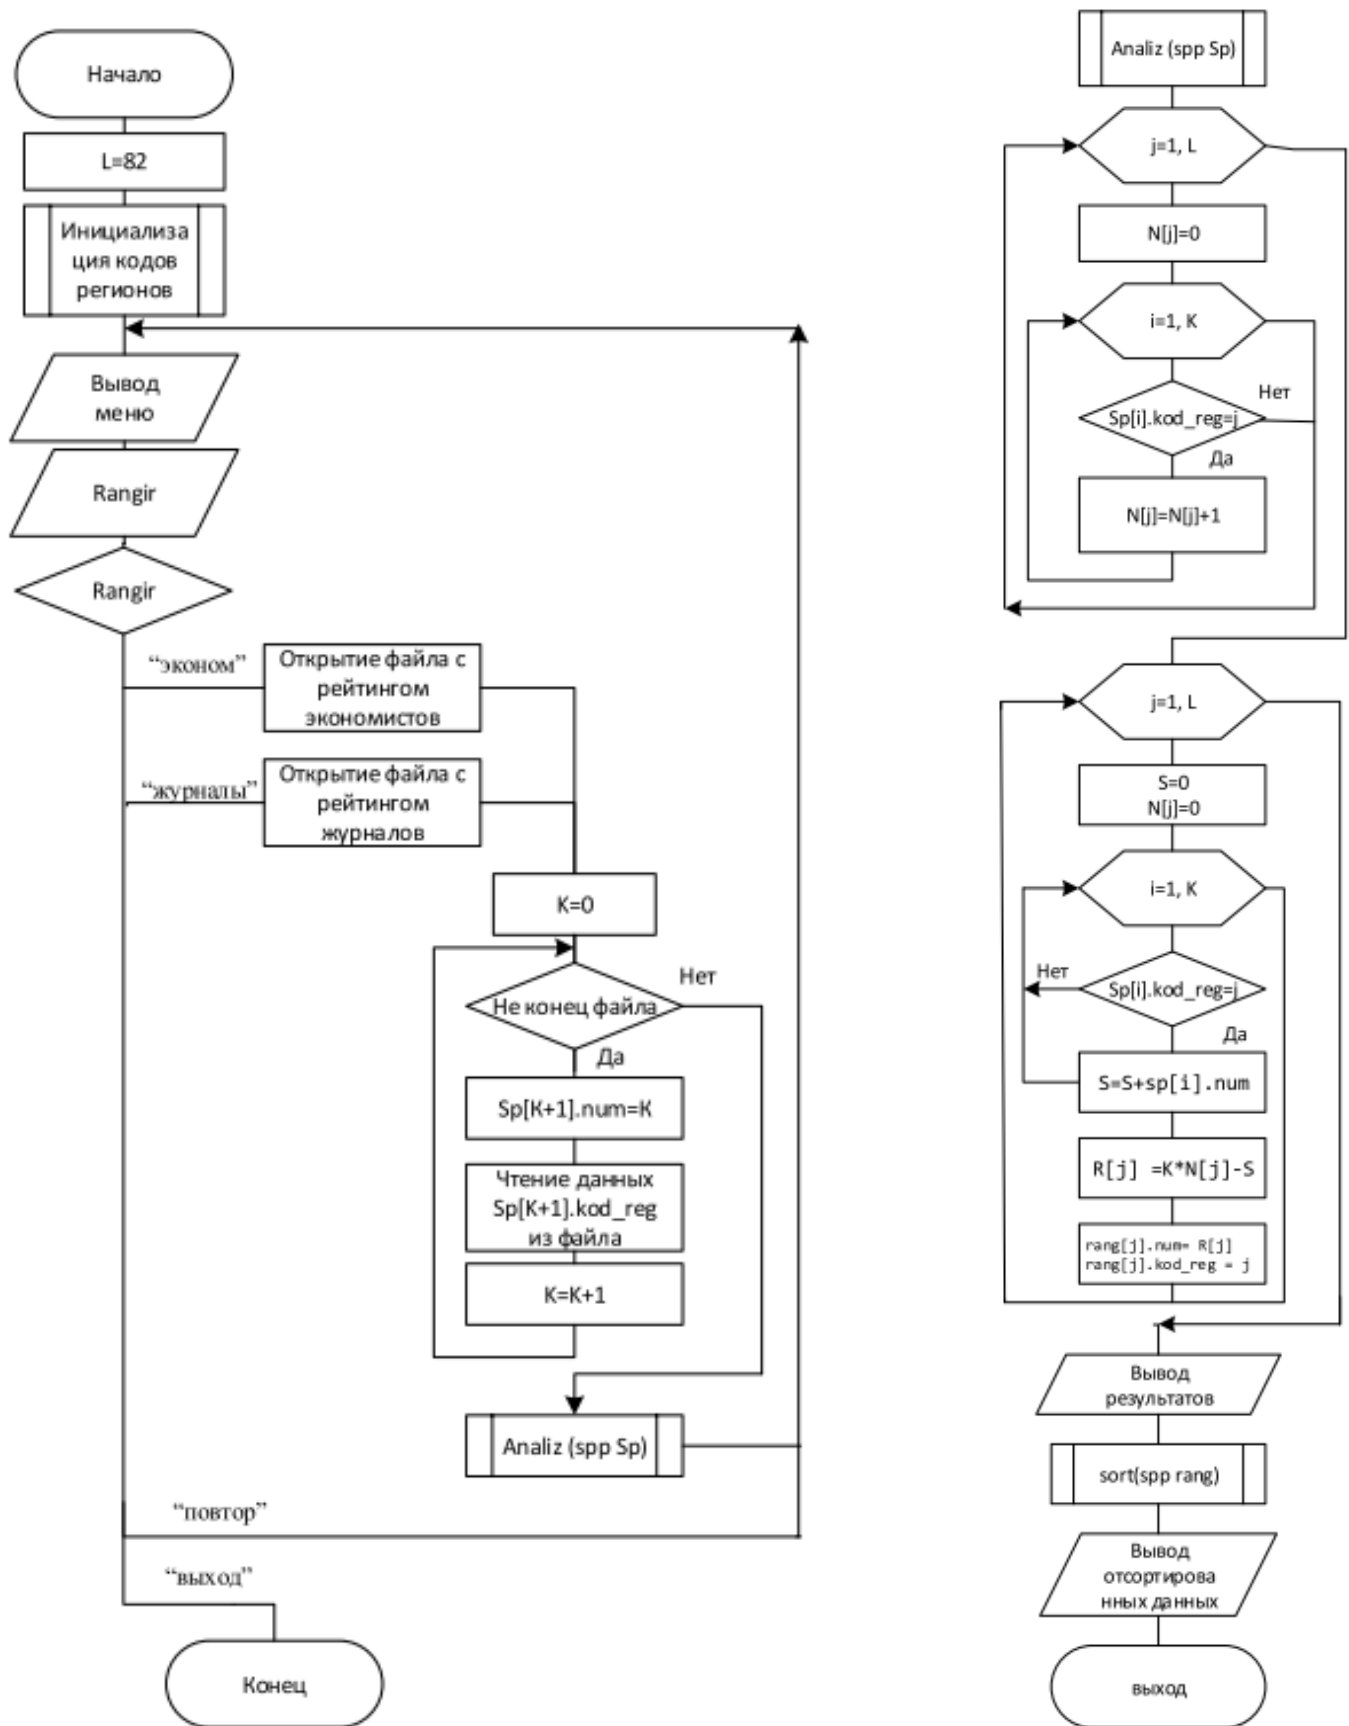 Начало
L=82
Инициализа
ция кодов
регионов
Вывод
меню
Rangir
Rangir
“эконом”
Открытие файла с
рейтингом
экономистов
“журналы”
Открытие файла с
рейтингом
журналов
K=0
Не конец файла
Нет
Да
Sp[K+1].num=K
Чтение данных
Sp[K+1].kod_reg
из файла
K=K+1
Analiz (spp Sp)
“повтор”
“выход”
Конец
Analiz (spp Sp)
j=1, L
N[j]=0
i=1, K
Sp[i].kod_reg=j
Нет
Да
N[j]=N[j]+1
j=1, L
S=0
N[j]=0
i=1, K
Нет
Sp[i].kod_reg=j
Да
S=S+sp[i].num
R[j] =K*N[j]-S
rang[j].num= R[j]
rang[j].kod_reg = j
Вывод
результатов
sort(spp rang)
Вывод
отсортирова
нных данных
выход